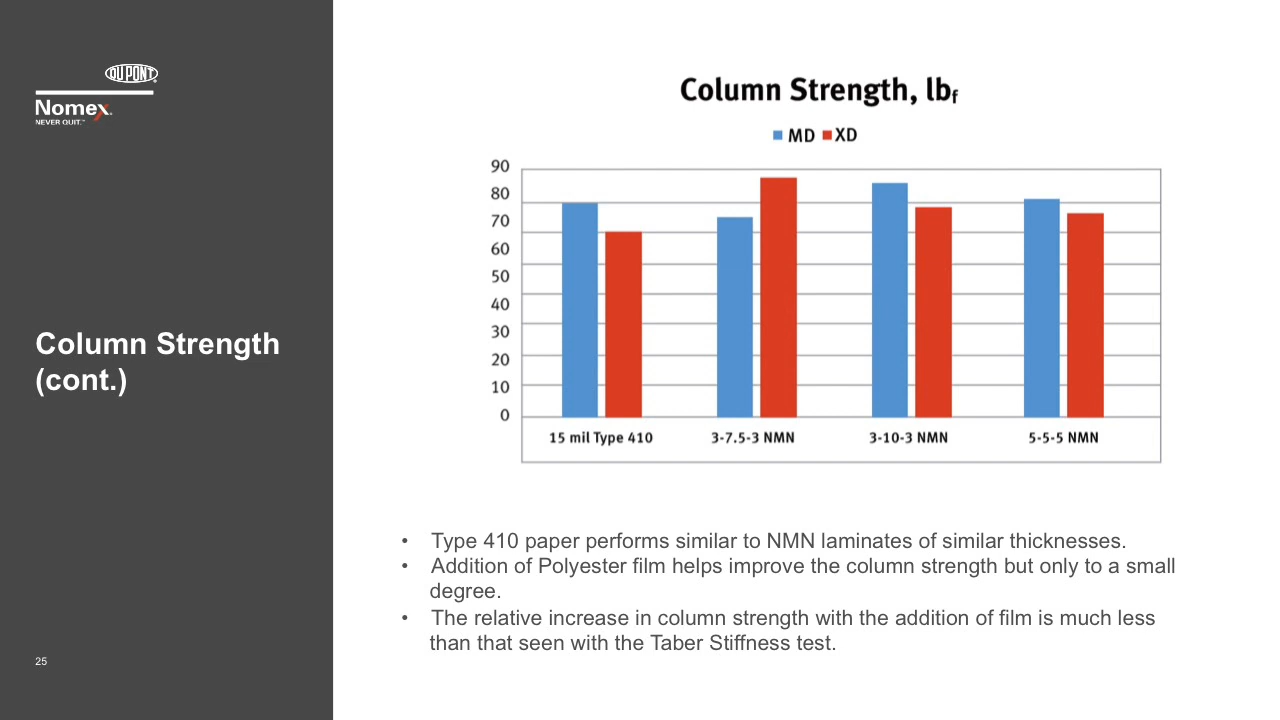 DU PONT
Nomex
NEVER QUIT.™
Column Strength
(cont.)
25
Column Strength, lbf
MD XD
90
80
70
60
50
40
30
20
10
0
15 mil Type 410 3-7.5-3 NMN 3-10-3 NMN 5-5-5 NMN
• Type 410 paper performs similar to NMN laminates of similar thicknesses.
• Addition of Polyester film helps improve the column strength but only to a small
degree.
• The relative increase in column strength with the addition of film is much less
than that seen with the Taber Stiffness test.